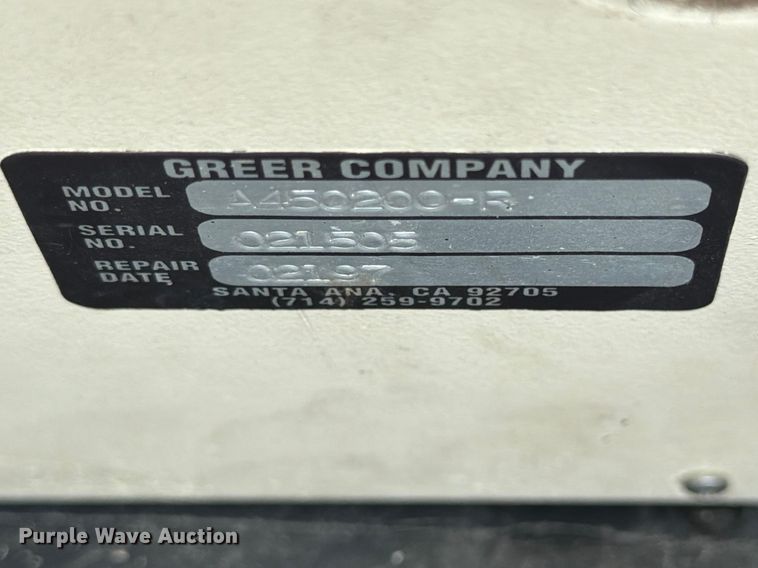 GREER COMPANY
MODEL NO. A450200-R
SERIAL NO. 021505
REPAIR DATE 02197
SANTA ANA, CA 92705
(714) 259-9702
Purple Wave Auction